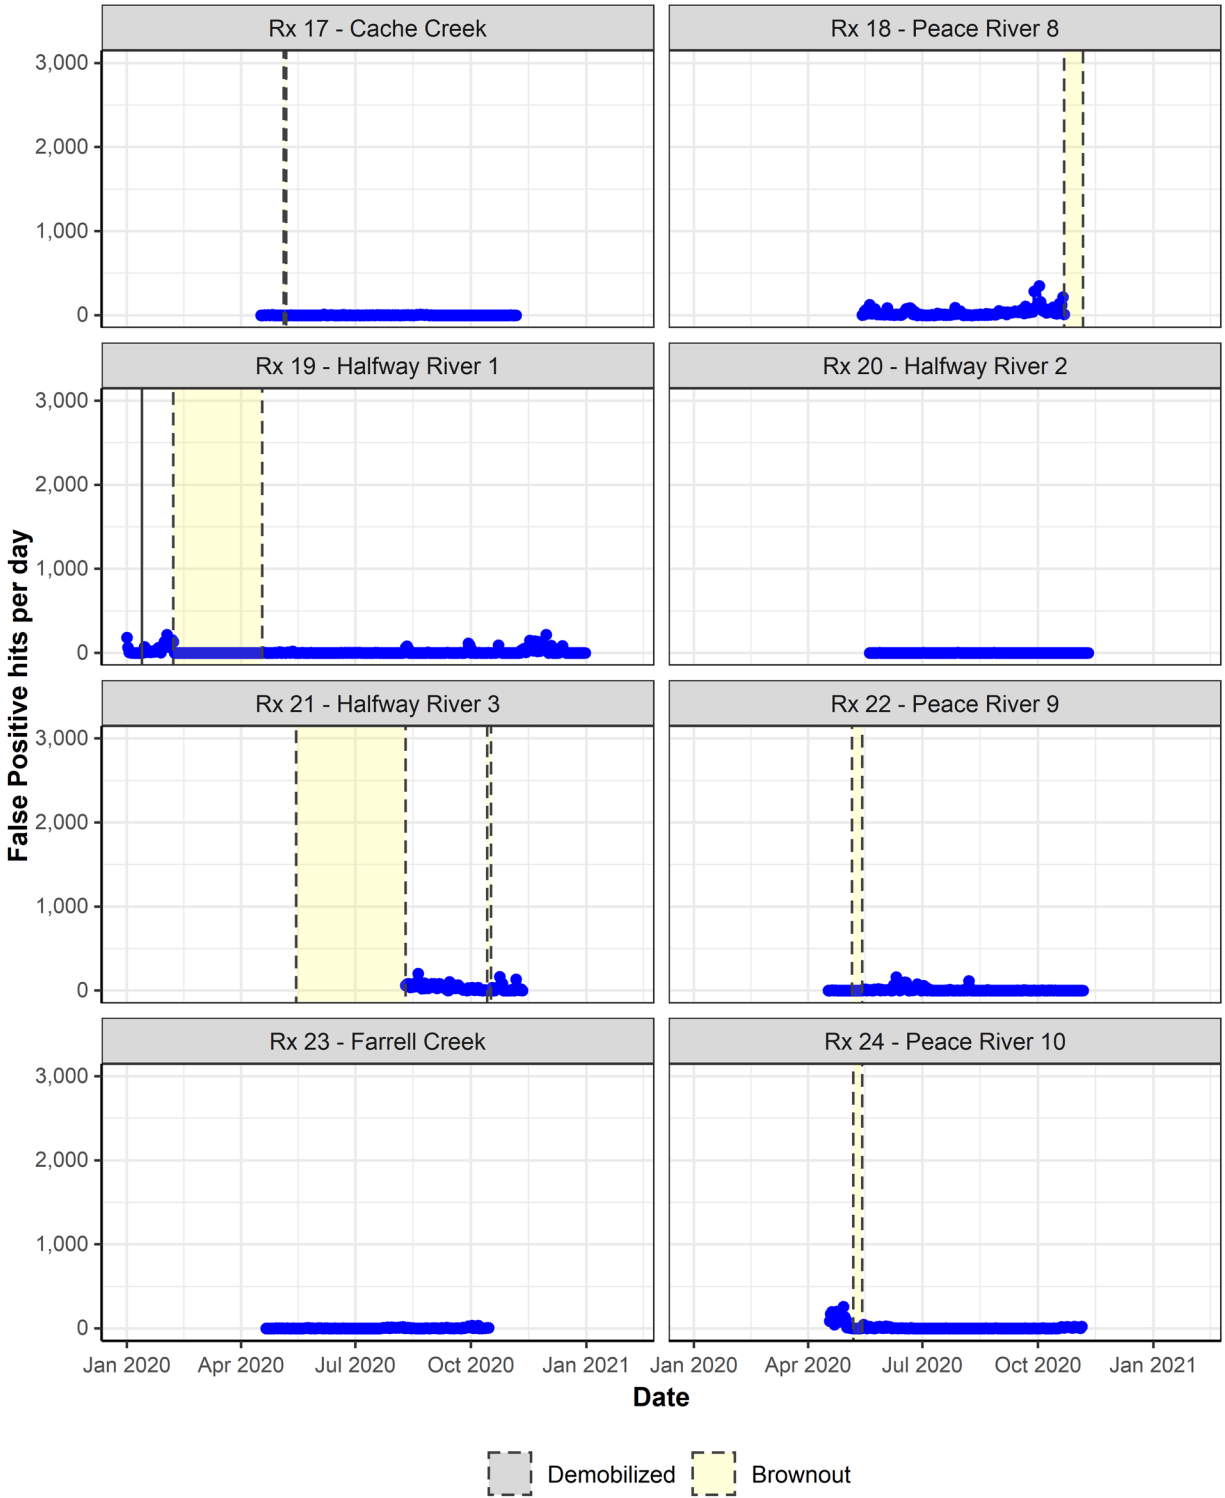 Rx 17 - Cache Creek
Rx 18 - Peace River 8
3,000
2,000
1,000
0
Rx 19 - Halfway River 1
Rx 20 - Halfway River 2
3,000
2,000
1,000
0
Rx 21 - Halfway River 3
Rx 22 - Peace River 9
3,000
2,000
1,000
0
Rx 23 - Farrell Creek
Rx 24 - Peace River 10
3,000
2,000
1,000
0
False Positive hits per day
Jan 2020 Apr 2020 Jul 2020 Oct 2020 Jan 2021 Jan 2020 Apr 2020 Jul 2020 Oct 2020 Jan 2021
Date
Demobilized Brownout